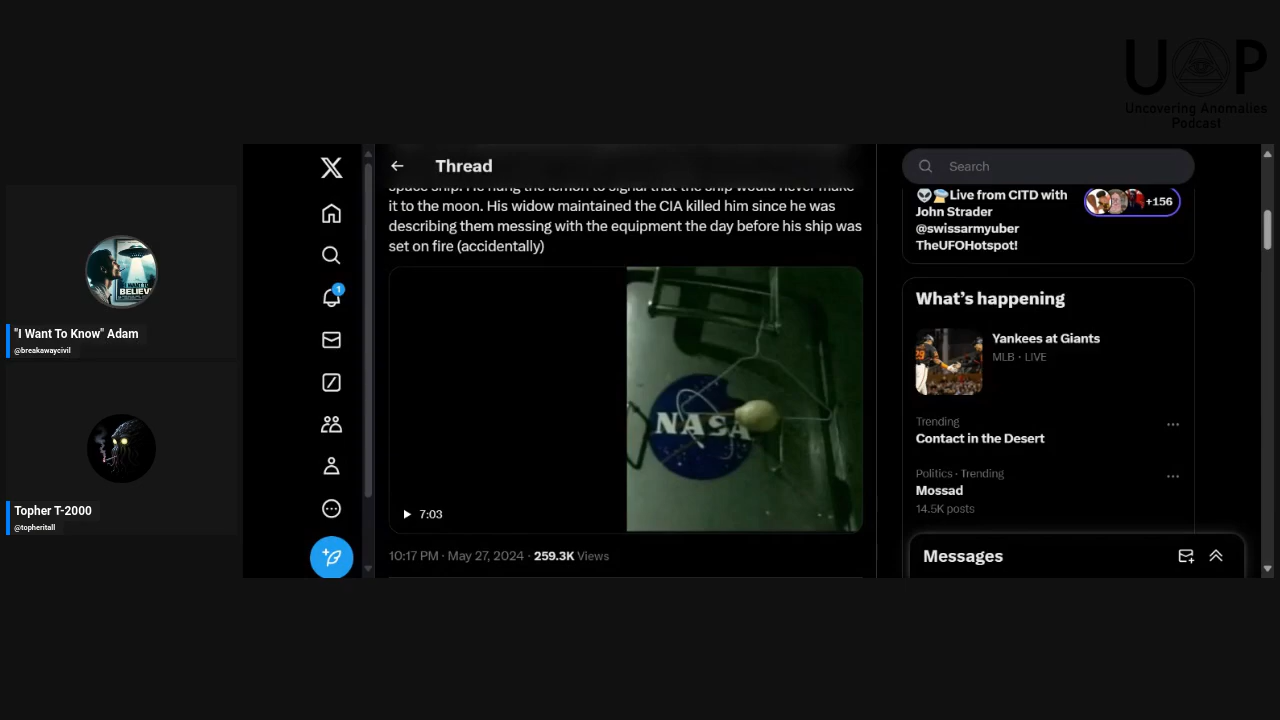 UAP
Uncovering Anomalies
Podcast
BELIEV
"I Want To Know" Adam
@breakawaycivil
Topher T-2000
@topheritall
1
Thread
space ship. He hung the lemon to signal that the ship would never make
it to the moon. His widow maintained the CIA killed him since he was
describing them messing with the equipment the day before his ship was
set on fire (accidentally)
NASA
7:03
10:17 PM · May 27, 2024 · 259.3K Views
Search
👽🛸Live from CITD with
John Strader
@swissarmyuber
TheUFOHotspot!
+156
What's happening
29
Yankees at Giants
MLB · LIVE
Trending
Contact in the Desert
Politics · Trending
Mossad
14.5K posts
Messages